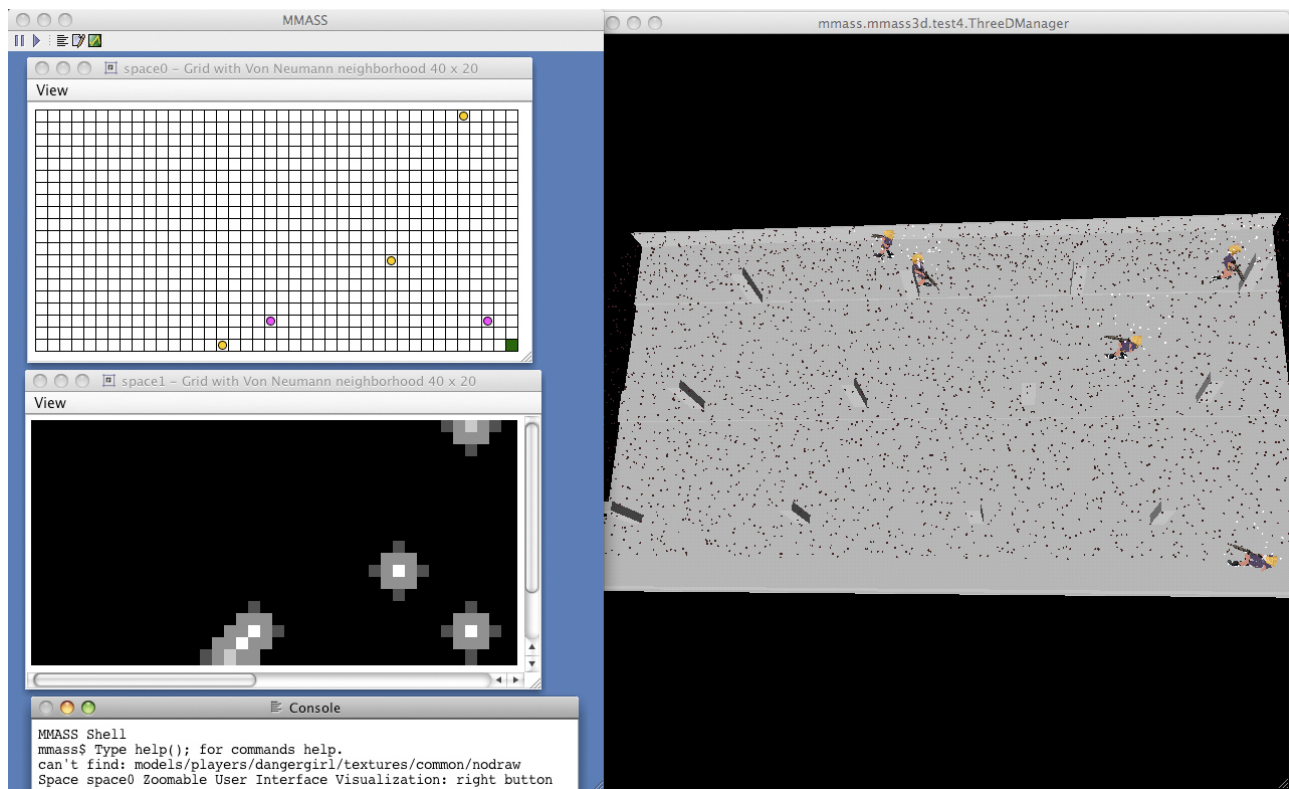 MMASS
space0 - Grid with Von Neumann neighborhood 40 x 20
View
space1 - Grid with Von Neumann neighborhood 40 x 20
View
Console
MMASS Shell
mmass$ Type help(); for commands help.
can't find: models/players/dangergirl/textures/common/nodraw
Space space0 Zoomable User Interface Visualization: right button
mmass.mmass3d.test4.ThreeDManager